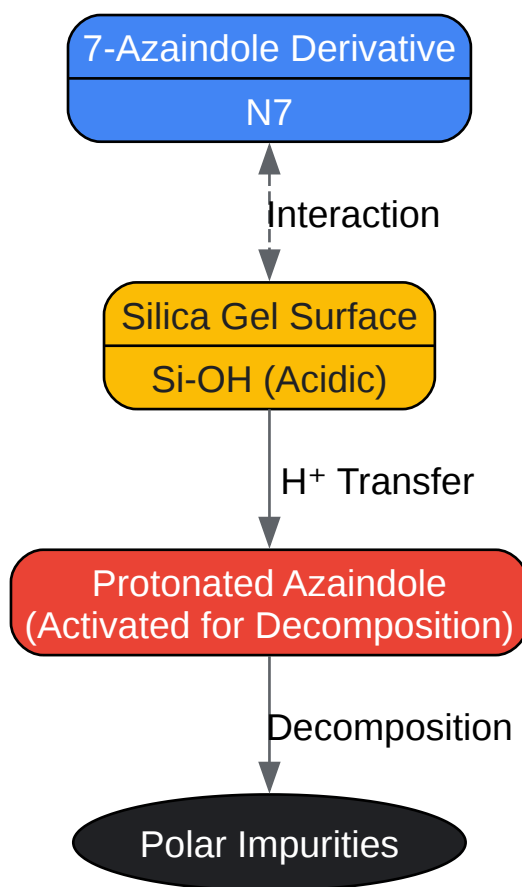 7-Azaindole Derivative
N7
Interaction
Silica Gel Surface
Si-OH (Acidic)
H⁺ Transfer
Protonated Azaindole
(Activated for Decomposition)
Decomposition
Polar Impurities